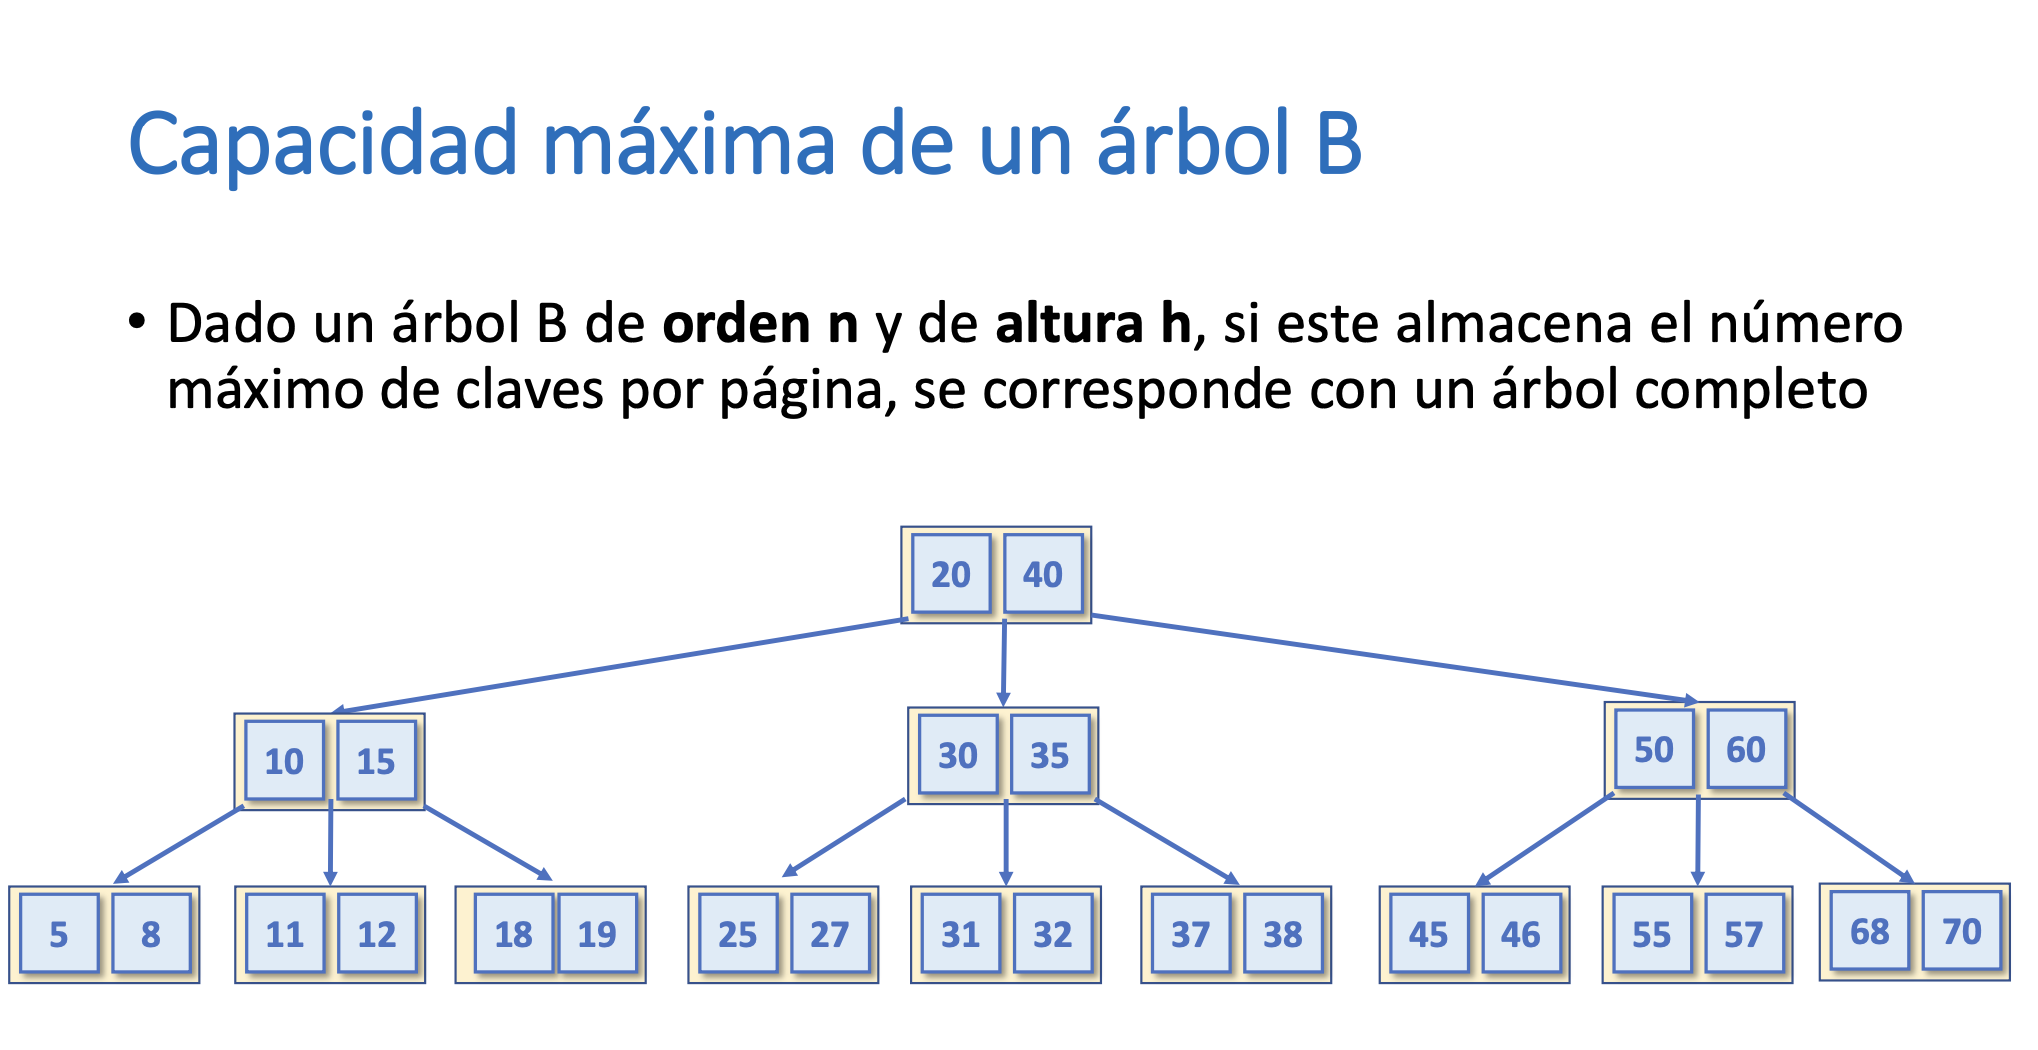 Capacidad máxima de un árbol B
• Dado un árbol B de orden n y de altura h, si este almacena el número
máximo de claves por página, se corresponde con un árbol completo
20 40
10 15 30 35 50 60
5 8 11 12 18 19 25 27 31 32 37 38 45 46 55 57 68 70